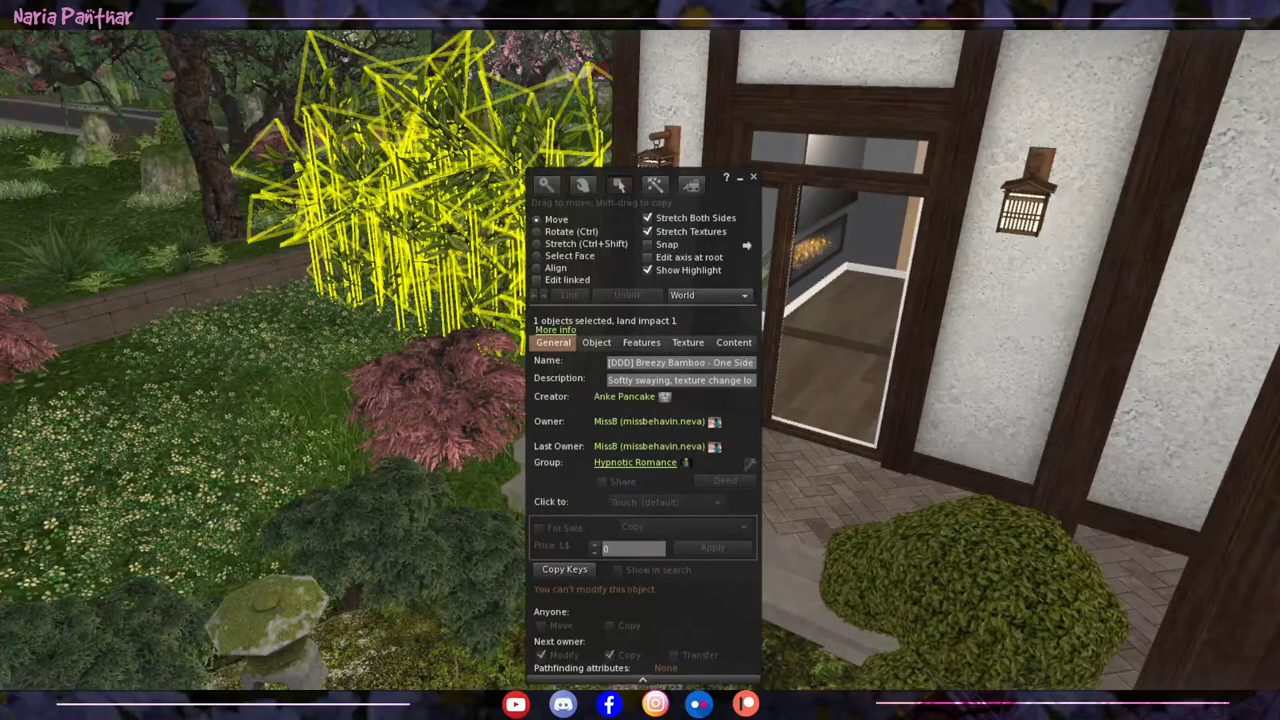 Naria Panthar
? _ ×
Drag to move, shift-drag to copy
Move
Rotate (Ctrl)
Stretch (Ctrl+Shift)
Select Face
Align
Edit linked
Stretch Both Sides
Stretch Textures
Snap
Edit axis at root
Show Highlight
Link Unlink World
1 objects selected, land impact 1
More info
General Object Features Texture Content
Name: [DDD] Breezy Bamboo - One Side
Description: Softly swaying, texture change lo
Creator: Anke Pancake
Owner: MissB (missbehavin.neva)
Last Owner: MissB (missbehavin.neva)
Group: Hypnotic Romance
Share Deed
Click to: Touch (default)
For Sale Copy
Price: L$ 0 Apply
Copy Keys Show in search
You can't modify this object
Anyone:
Move Copy
Next owner:
Modify Copy Transfer
Pathfinding attributes: None